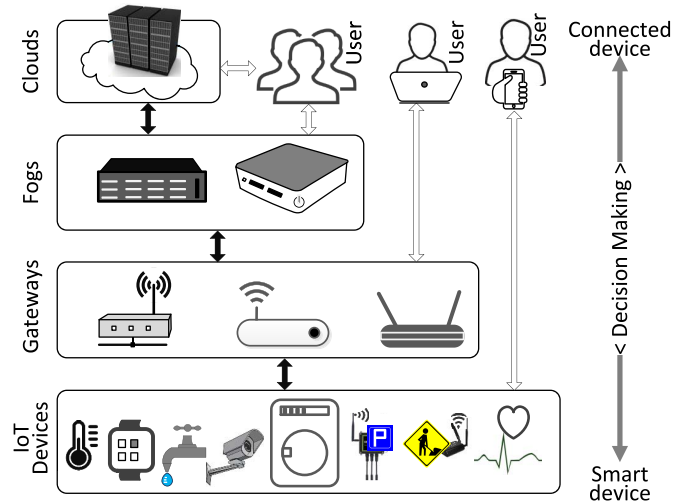 Clouds
User
User
User
Connected
device
Fogs
< Decision Making >
Gateways
IoT
Devices
P
Smart
device